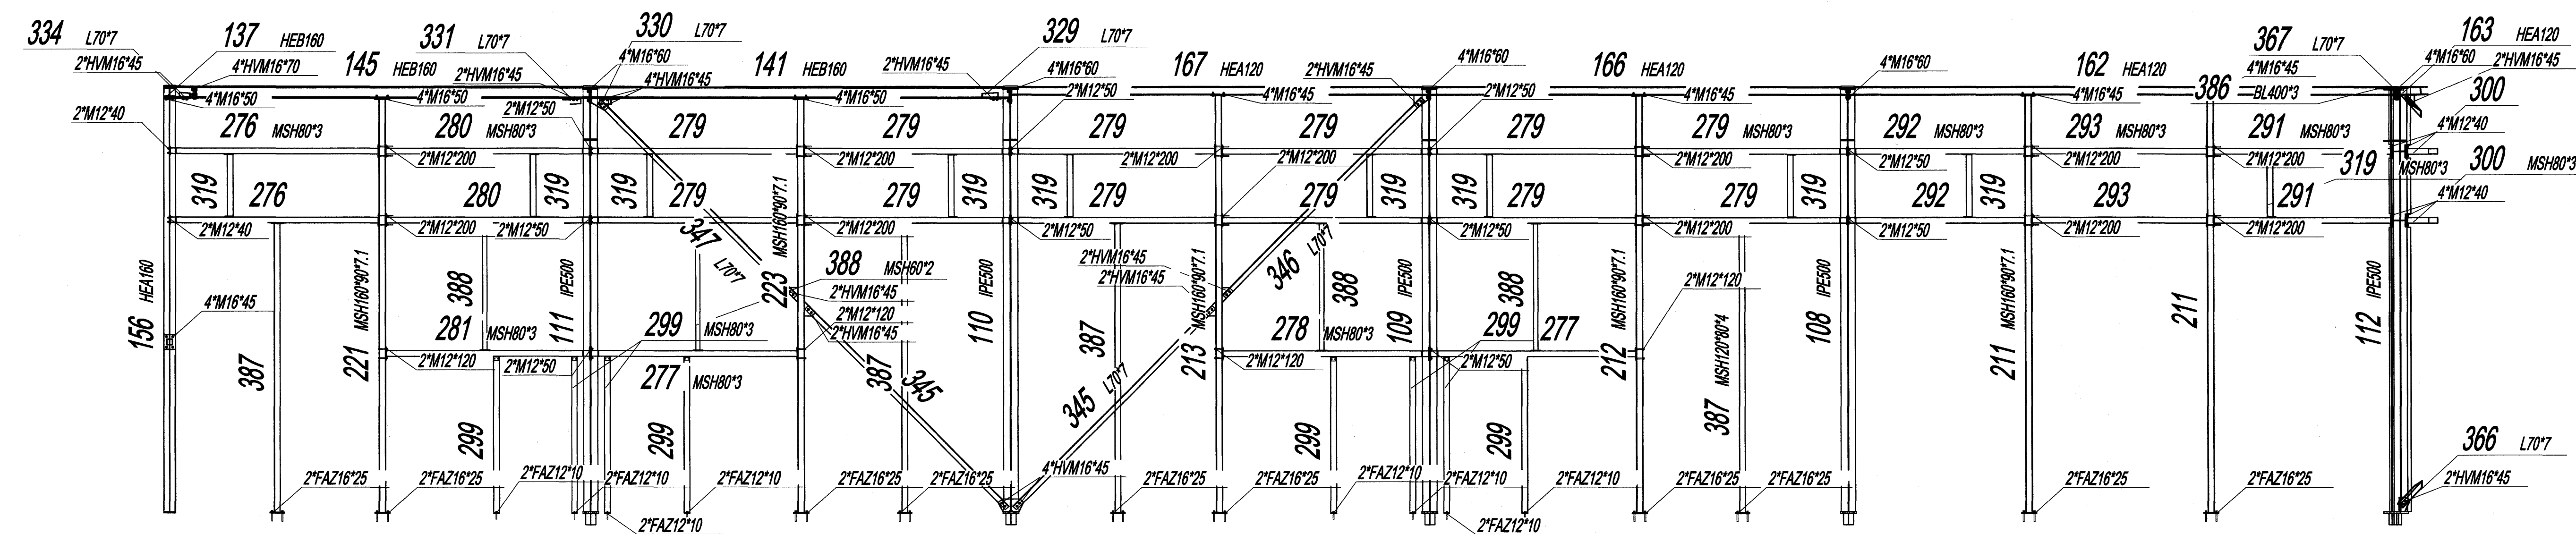 334 L70*7
137 HEB160
2*HVM16*45
4*HVM16*70
145 HEB160
331 L70*7
2*HVM16*45
330 L70*7
4*M16*60
4*HVM16*45
141 HEB160
2*HVM16*45
329 L70*7
4*M16*60
167 HEA120
2*HVM16*45
4*M16*60
166 HEA120
4*M16*60
162 HEA120
367 L70*7
4*M16*45
386 BL400*3
163 HEA120
4*M16*60
2*HVM16*45
300
4*M16*50
4*M16*50
2*M12*50
4*M16*50
2*M12*50
4*M16*45
2*M12*50
4*M16*45
4*M16*45
2*M12*40
276 MSH80*3
280 MSH80*3
279
279
279
279
279
279 MSH80*3
292 MSH80*3
293 MSH80*3
291 MSH80*3
4*M12*40
2*M12*200
2*M12*200
2*M12*200
2*M12*200
2*M12*200
2*M12*50
2*M12*200
2*M12*200
319 MSH80*3
300 MSH80*3
319
276
280
319
319
279
MSH160*90*7.1
279
319
319
279
279
319
319
279
279
319
292
319
293
291
4*M12*40
2*M12*40
2*M12*200
2*M12*50
2*M12*200
2*M12*50
2*M12*50
2*M12*200
2*M12*50
2*M12*200
2*M12*200
347 L70*7
346 L70*7
156 HEA160
4*M16*45
387
221 MSH160*90*7.1
388
281 MSH80*3
111 IPE500
299 MSH80*3
223
388 MSH60*2
2*HVM16*45
2*M12*120
2*HVM16*45
110 IPE500
387
2*HVM16*45
2*HVM16*45
213 MSH160*90*7.1
388
278 MSH80*3
109 IPE500
388
299
277
212 MSH160*90*7.1
2*M12*120
387 MSH120*80*4
108 IPE500
211 MSH160*90*7.1
211
112 IPE500
2*M12*120
2*M12*50
277 MSH80*3
387
345
345 L70*7
2*M12*120
2*M12*50
299
299
299
299
366 L70*7
2*HVM16*45
2*FAZ16*25
2*FAZ16*25
2*FAZ12*10
2*FAZ12*10
2*FAZ12*10
2*FAZ16*25
2*FAZ16*25
4*HVM16*45
2*FAZ16*25
2*FAZ16*25
2*FAZ12*10
2*FAZ12*10
2*FAZ12*10
2*FAZ16*25
2*FAZ16*25
2*FAZ16*25
2*FAZ16*25
2*FAZ12*10
2*FAZ12*10